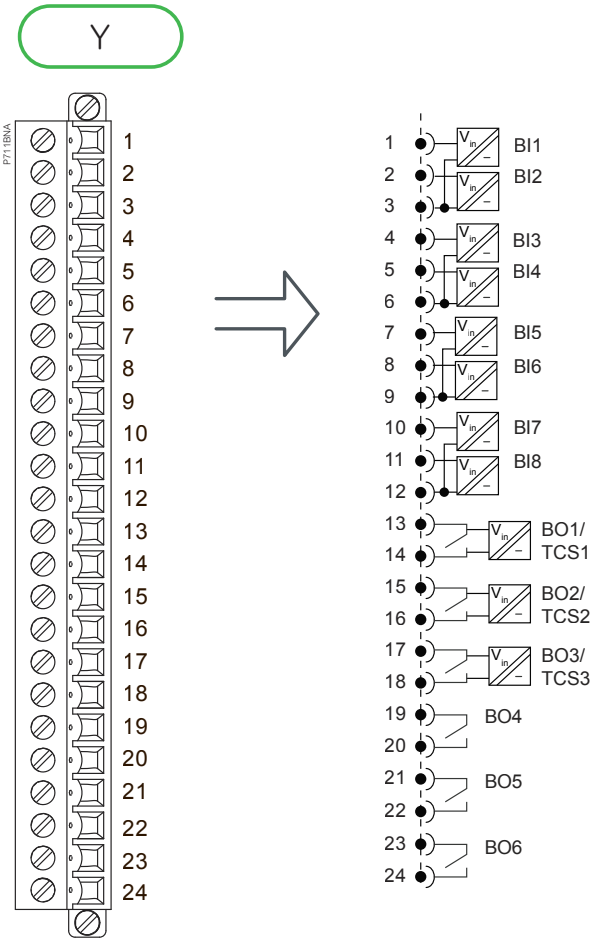 Y
P711BNA
1
2
3
4
5
6
7
8
9
10
11
12
13
14
15
16
17
18
19
20
21
22
23
24
1 Vin – BI1
2 Vin – BI2
3
4 Vin – BI3
5 Vin – BI4
6
7 Vin – BI5
8 Vin – BI6
9
10 Vin – BI7
11 Vin – BI8
12
13 Vin – BO1/
14 TCS1
15 Vin – BO2/
16 TCS2
17 Vin – BO3/
18 TCS3
19 BO4
20
21 BO5
22
23 BO6
24